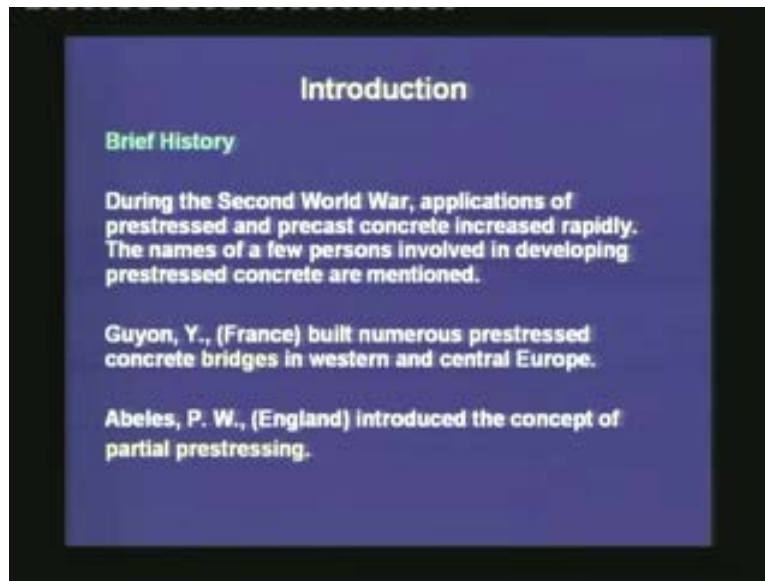 Introduction
Brief History
During the Second World War, applications of
prestressed and precast concrete increased rapidly.
The names of a few persons involved in developing
prestressed concrete are mentioned.
Guyon, Y., (France) built numerous prestressed
concrete bridges in western and central Europe.
Abeles, P. W., (England) introduced the concept of
partial prestressing.